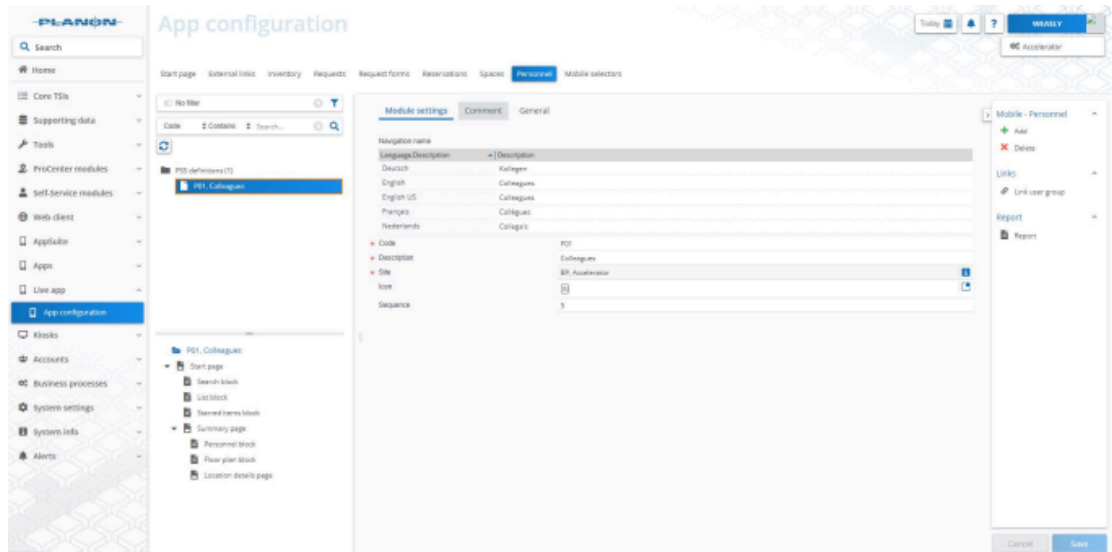 PLANON
App configuration
Today
?
WEASLY
Accelerator
Search
Home
Core TSIs
Supporting data
Tools
ProCenter modules
Self-Service modules
Web client
AppSuite
Apps
Live app
App configuration
Kiosks
Accounts
Business processes
System settings
System info
Alerts
Start page External links Inventory Requests Request forms Reservations Spaces Personnel Mobile selectors
No filter
Code Contains Search...
PSS definitions (7)
P01, Colleagues
P01, Colleagues
Start page
Search block
List block
Starred items block
Summary page
Personnel block
Floor plan block
Location details page
Module settings Comment General
Navigation name
Language.Description Description
Deutsch Kollegen
English Colleagues
English US Colleagues
Français Collègues
Nederlands Collega's
* Code P01
* Description Colleagues
* Site BP, Accelerator
Icon
Sequence 5
Mobile - Personnel
Add
Delete
Links
Link user group
Report
Report
Cancel Save